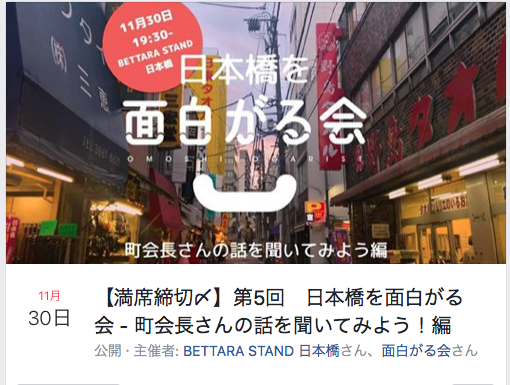 11月30日
19:30-
BETTARA STAND
日本橋
日本橋を
面白がる会
OMOSHIROGARIST
町会長さんの話を聞いてみよう編
11月
30日
【満席締切〆】第5回　日本橋を面白がる
会 - 町会長さんの話を聞いてみよう！編
公開 · 主催者: BETTARA STAND 日本橋さん、面白がる会さん